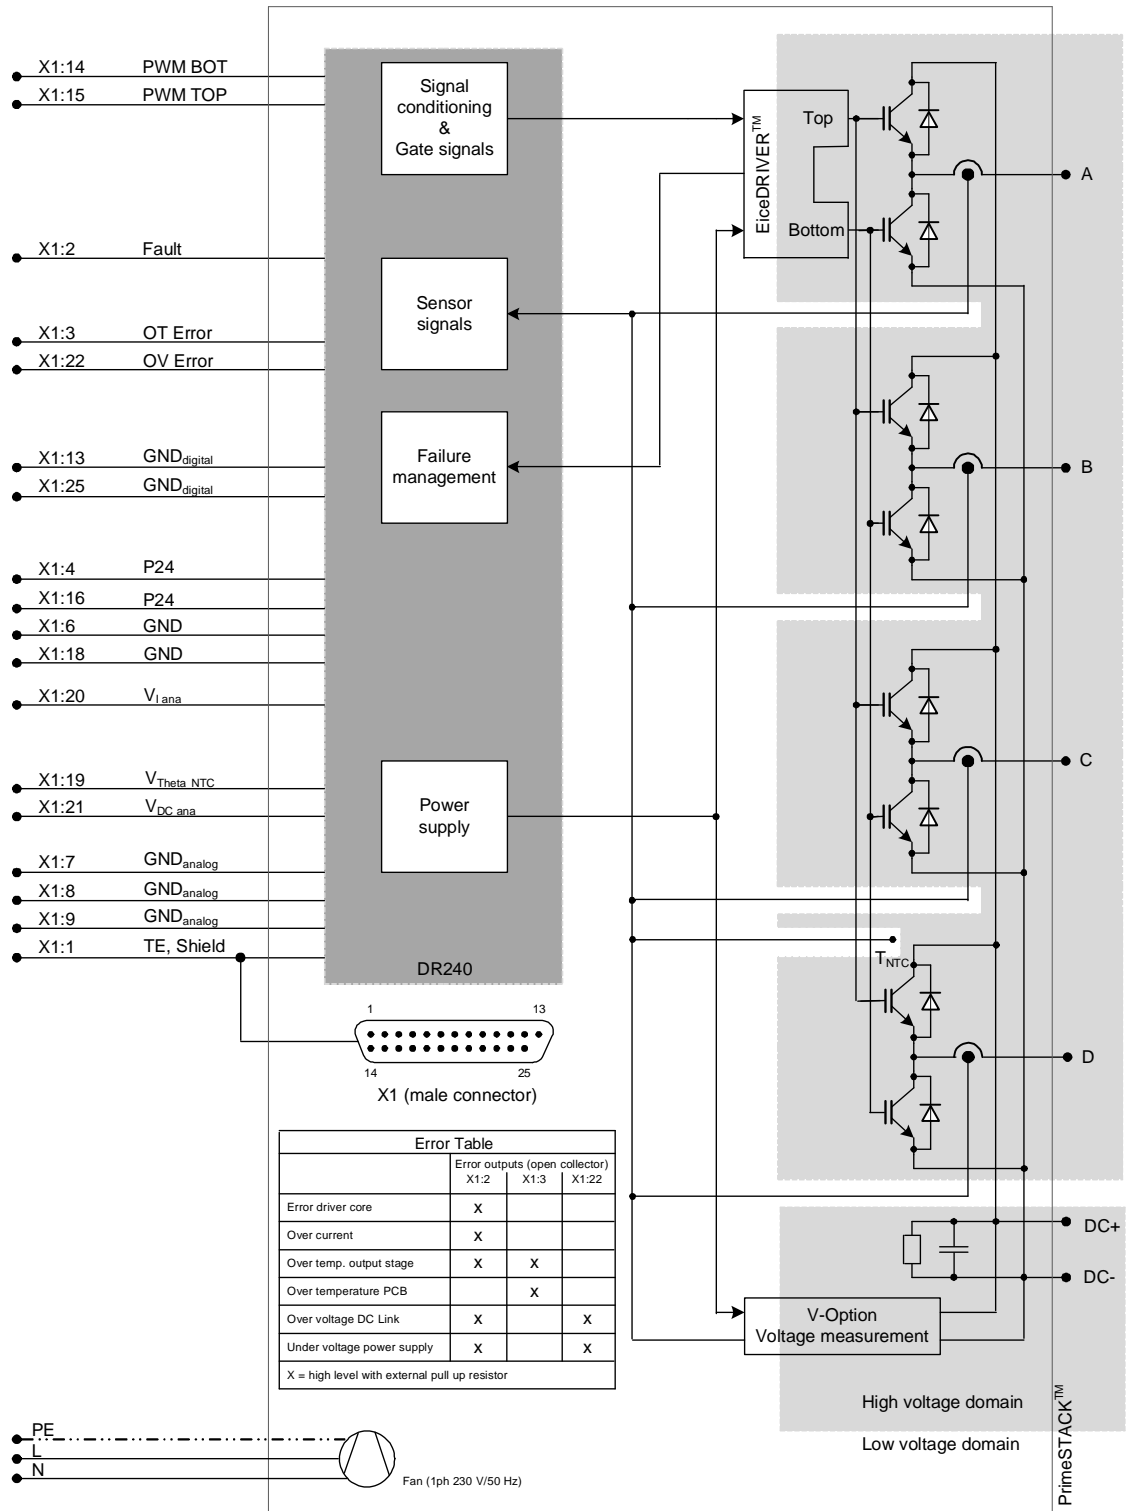 X1:14 PWM BOT
X1:15 PWM TOP
X1:2 Fault
X1:3 OT Error
X1:22 OV Error
X1:13 GNDdigital
X1:25 GNDdigital
X1:4 P24
X1:16 P24
X1:6 GND
X1:18 GND
X1:20 VI ana
X1:19 VTheta NTC
X1:21 VDC ana
X1:7 GNDanalog
X1:8 GNDanalog
X1:9 GNDanalog
X1:1 TE, Shield
Signal
conditioning
&
Gate signals
Sensor
signals
Failure
management
Power
supply
DR240
EiceDRIVER™
Top
Bottom
A
B
C
TNTC
D
DC+
DC-
V-Option
Voltage measurement
High voltage domain
Low voltage domain
PrimeSTACK™
1 13
14 25
X1 (male connector)
Error Table
Error outputs (open collector)
X1:2 X1:3 X1:22
Error driver core X
Over current X
Over temp. output stage X X
Over temperature PCB X
Over voltage DC Link X X
Under voltage power supply X X
X = high level with external pull up resistor
PE
L
N
Fan (1ph 230 V/50 Hz)